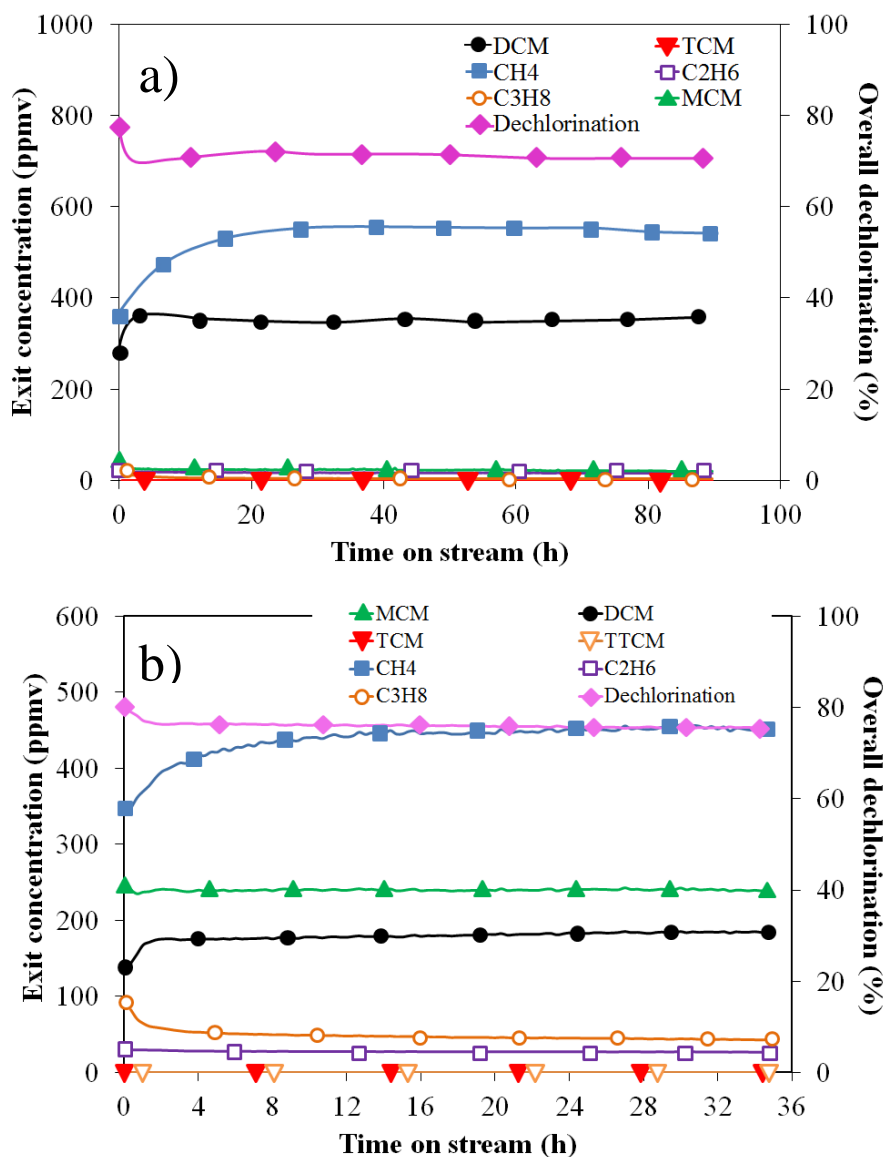 1000
100
DCM
TCM
a)
CH4
C2H6
C3H8
MCM
Dechlorination
800
80
600
60
400
40
200
20
0
0
0
20
40
60
80
100
Exit concentration (ppmv)
Overall dechlorination (%)
Time on stream (h)
600
100
MCM
DCM
b)
TCM
TTCM
CH4
C2H6
C3H8
Dechlorination
500
80
400
60
300
40
200
20
100
0
0
0
4
8
12
16
20
24
28
32
36
Exit concentration (ppmv)
Overall dechlorination (%)
Time on stream (h)